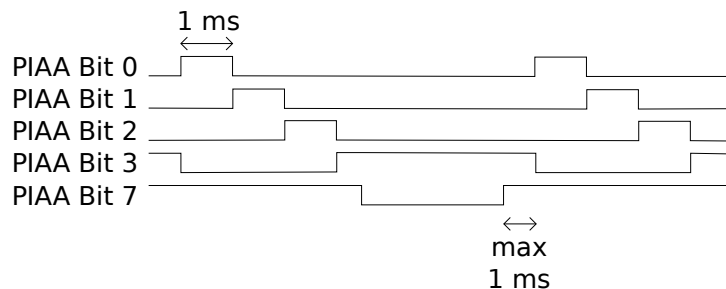 1 ms
PIAA Bit 0
PIAA Bit 1
PIAA Bit 2
PIAA Bit 3
PIAA Bit 7
max
1 ms